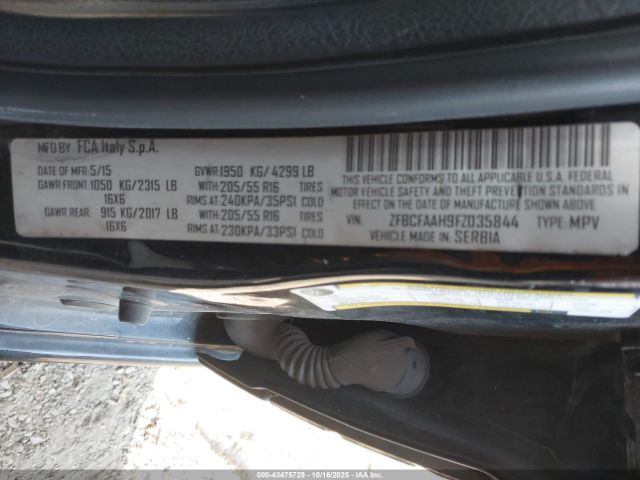 MFD BY FCA Italy S.p.A.
DATE OF MFR. 5/15 GVWR: 1950 KG/ 4299 LB
GAWR FRONT: 1050 KG/2315 LB WITH: 205/55 R16 TIRES
16X6 RIMS AT: 240KPA/35PSI COLD
GAWR REAR: 915 KG/2017 LB WITH: 205/55 R16 TIRES
16X6 RIMS AT: 230KPA/33PSI COLD
THIS VEHICLE CONFORMS TO ALL APPLICABLE U.S.A. FEDERAL
MOTOR VEHICLE SAFETY, BUMPER, AND THEFT PREVENTION STANDARDS
IN EFFECT ON THE DATE OF MANUFACTURE SHOWN ABOVE.
VIN: ZFBCFAAH9FZ035844 TYPE: MPV
VEHICLE MADE IN: SERBIA
000-43475729 | 10/16/2025 | COPYRIGHT IAA, LLC